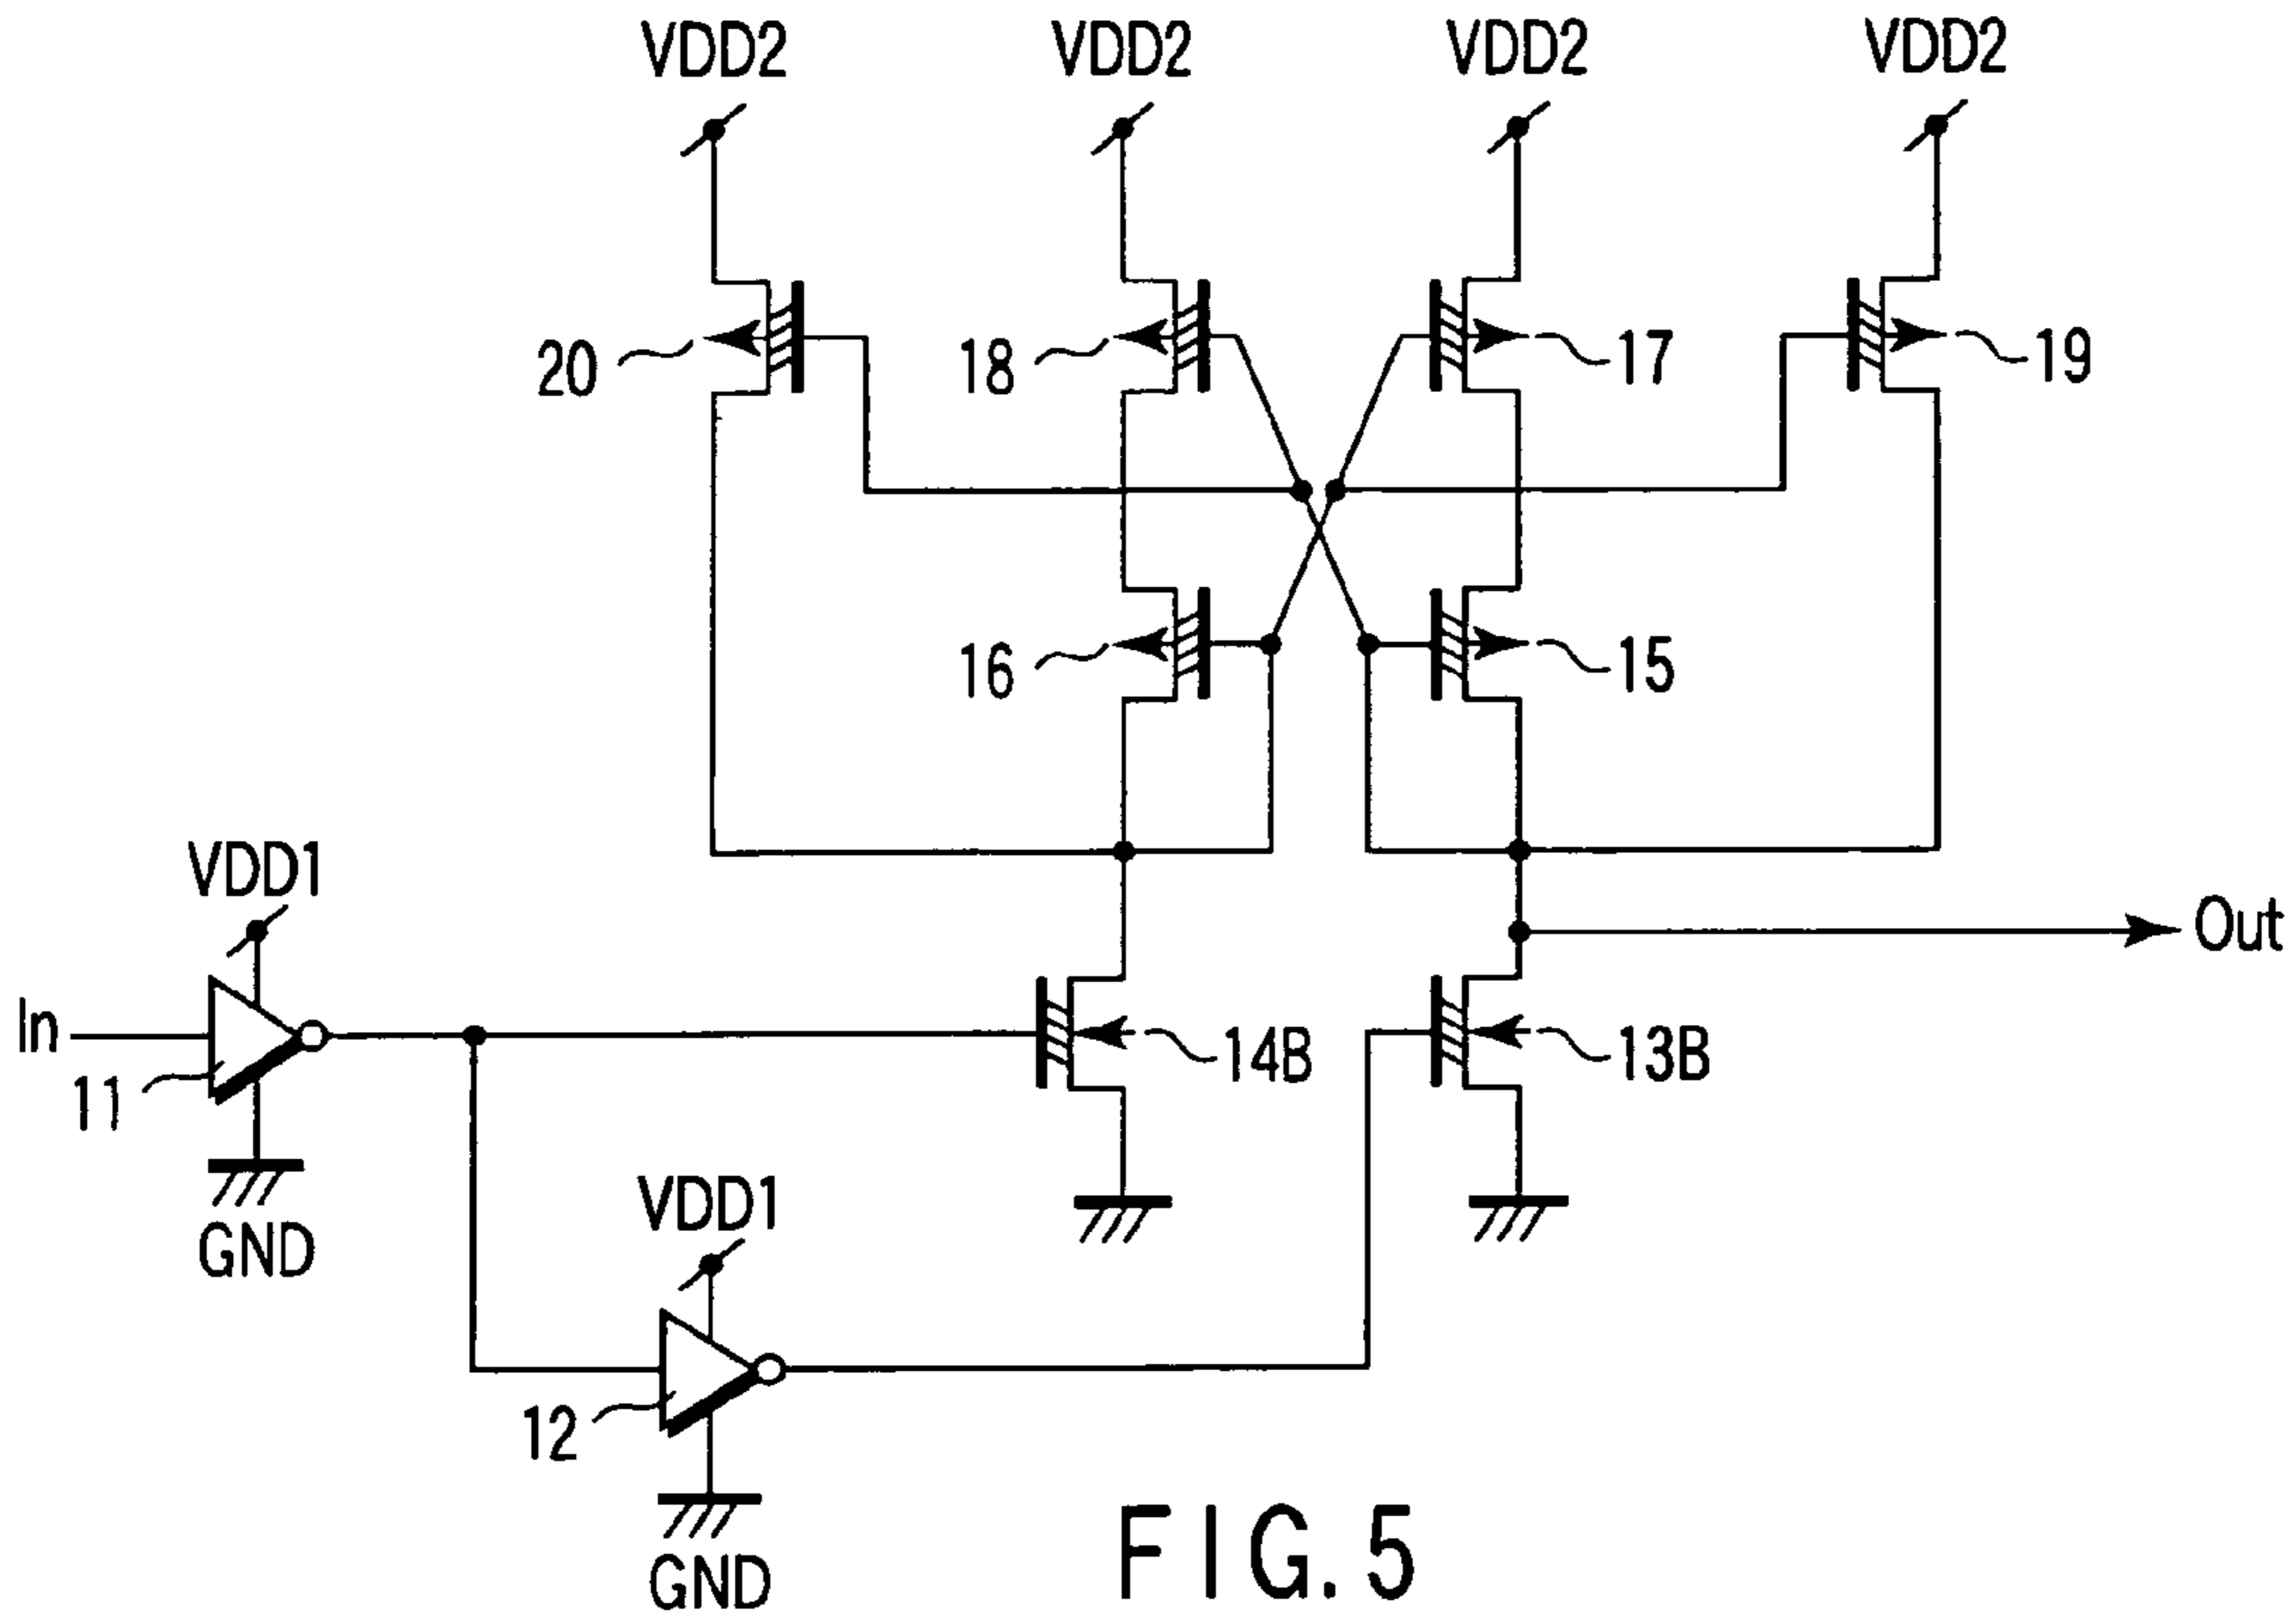 VDD2 VDD2 VDD2 VDD2
20 18 17 19
16 15
VDD1
Out
In
11 14B 13B
GND
VDD1
12
GND
FIG.5